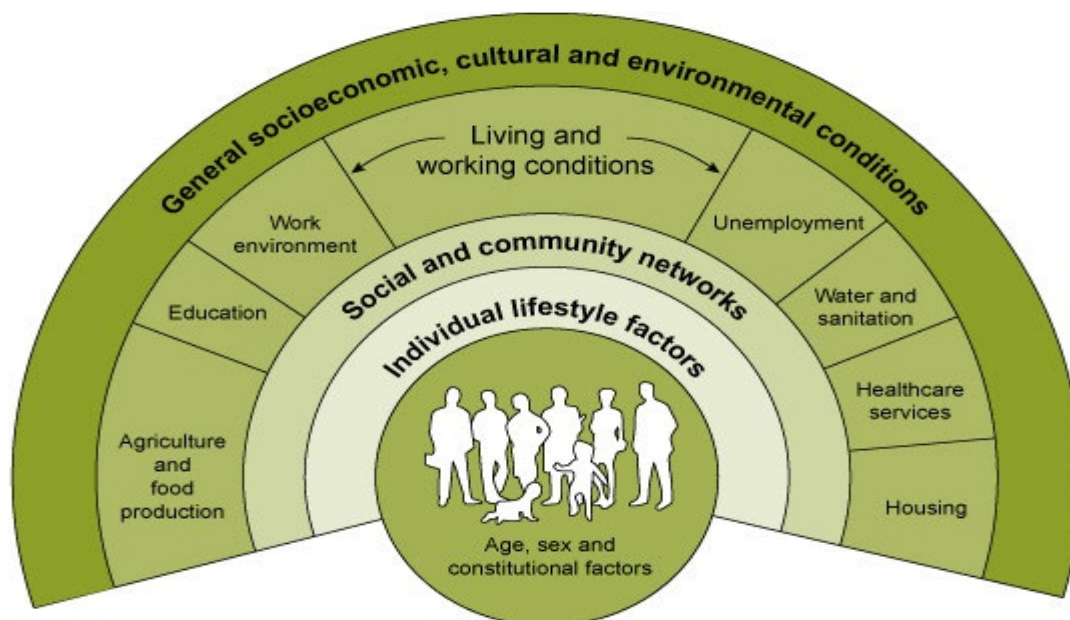 General socioeconomic, cultural and environmental conditions
Living and
working conditions
Work
environment
Unemployment
Education
Water and
sanitation
Agriculture
and
food
production
Healthcare
services
Housing
Social and community networks
Individual lifestyle factors
Age, sex and
constitutional factors